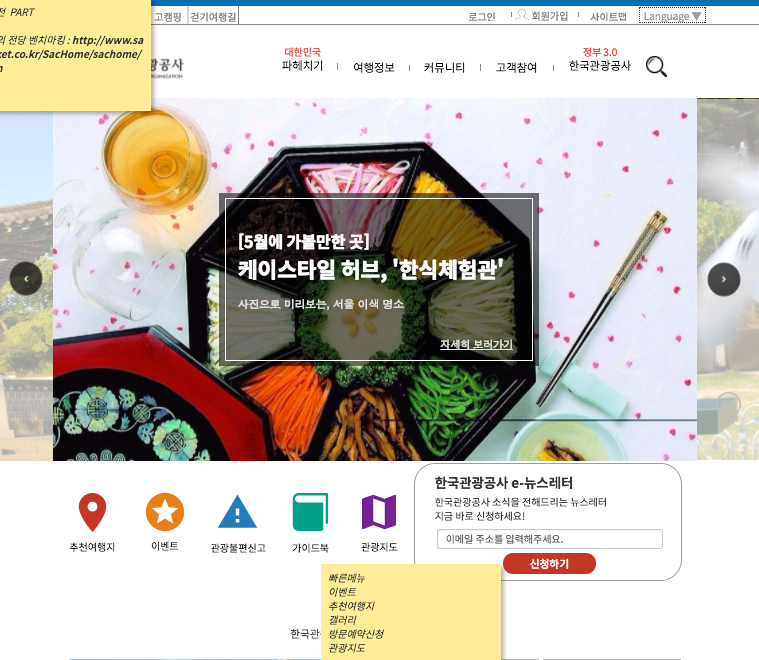 전 PART
의 전당 벤치마킹 : http://www.sa
ket.co.kr/SacHome/sachome/
고캠핑
걷기여행길
로그인
회원가입
사이트맵
Language ▼
관광공사
ORGANIZATION
대한민국
파헤치기
여행정보
커뮤니티
고객참여
정부 3.0
한국관광공사
[5월에 가볼만한 곳]
케이스타일 허브, '한식체험관'
사진으로 미리보는, 서울 이색 명소
자세히 보러가기
추천여행지
이벤트
관광불편신고
가이드북
관광지도
한국관광공사 e-뉴스레터
한국관광공사 소식을 전해드리는 뉴스레터
지금 바로 신청하세요!
이메일 주소를 입력해주세요.
신청하기
빠른메뉴
이벤트
추천여행지
갤러리
한국관
방문예약신청
관광지도